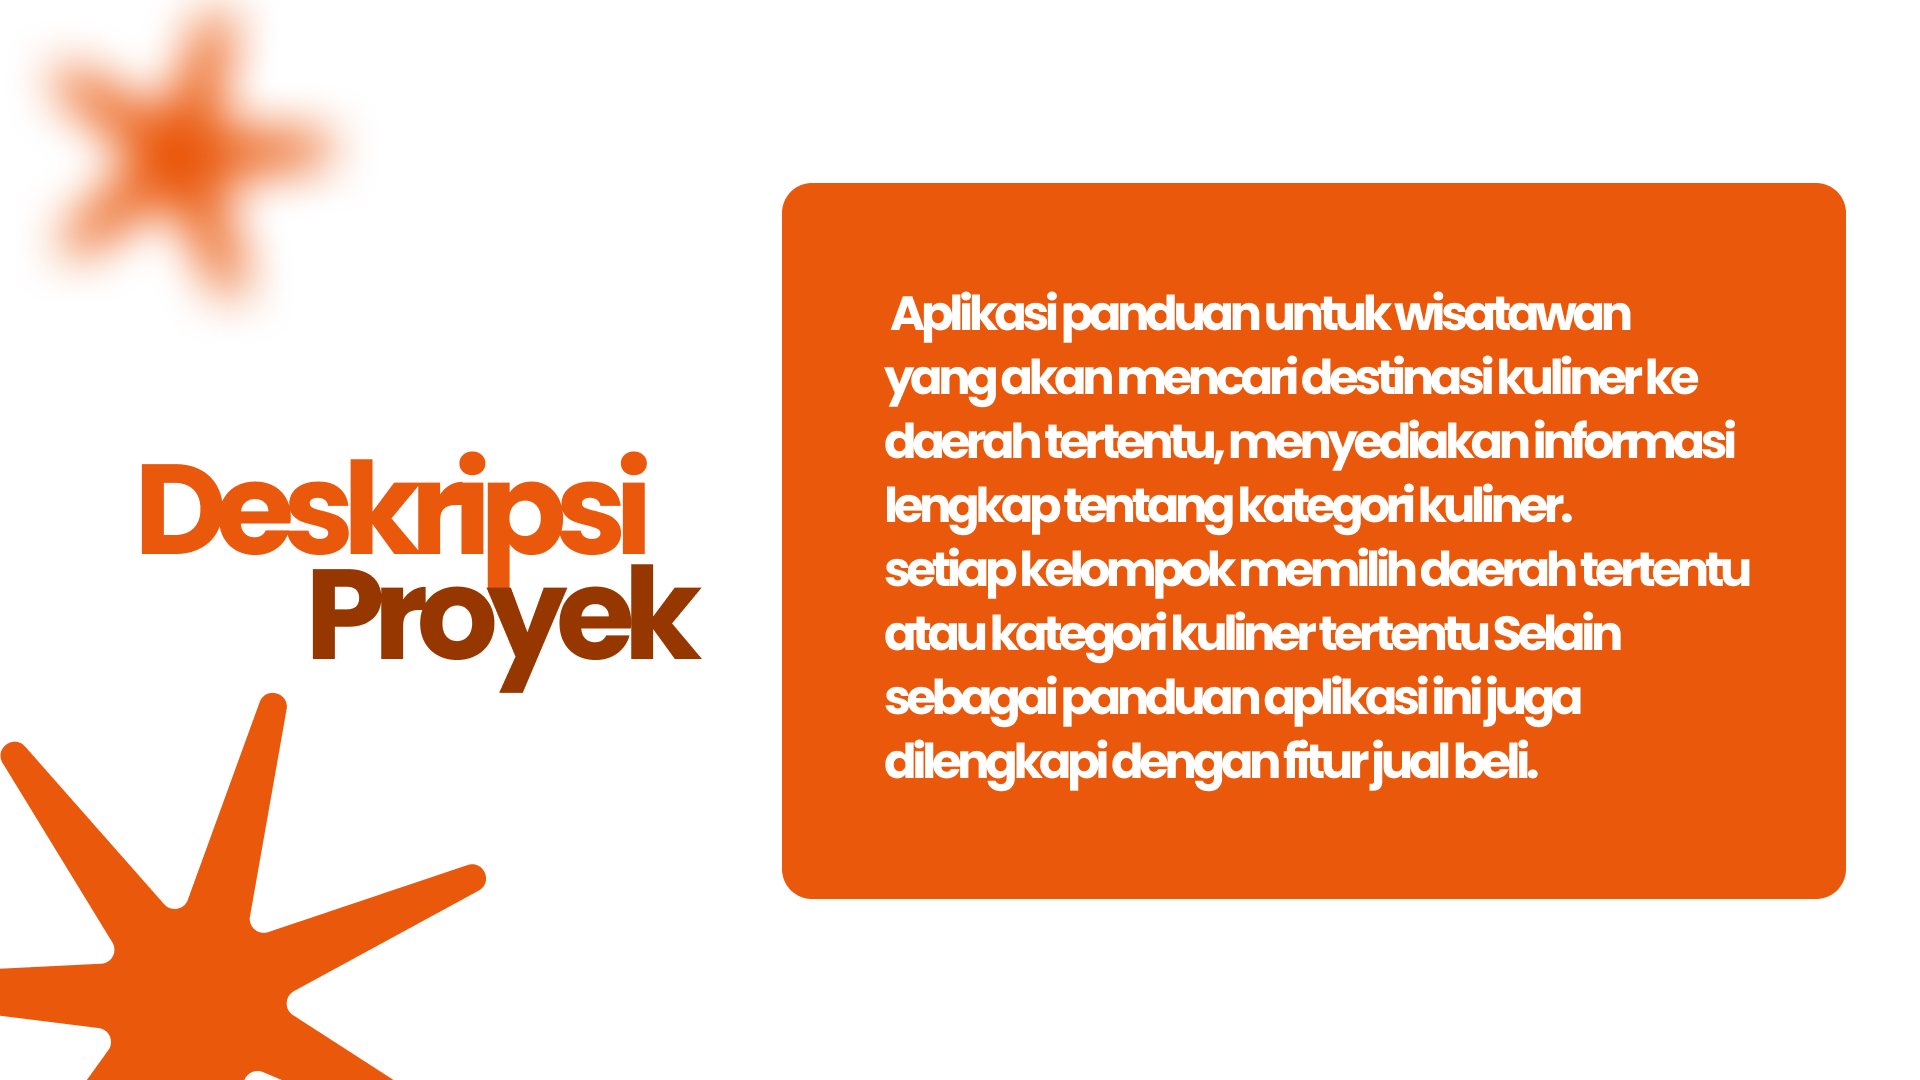 Deskripsi
Proyek
Aplikasi panduan untuk wisatawan
yang akan mencari destinasi kuliner ke
daerah tertentu, menyediakan informasi
lengkap tentang kategori kuliner.
setiap kelompok memilih daerah tertentu
atau kategori kuliner tertentu Selain
sebagai panduan aplikasi ini juga
dilengkapi dengan fitur jual beli.